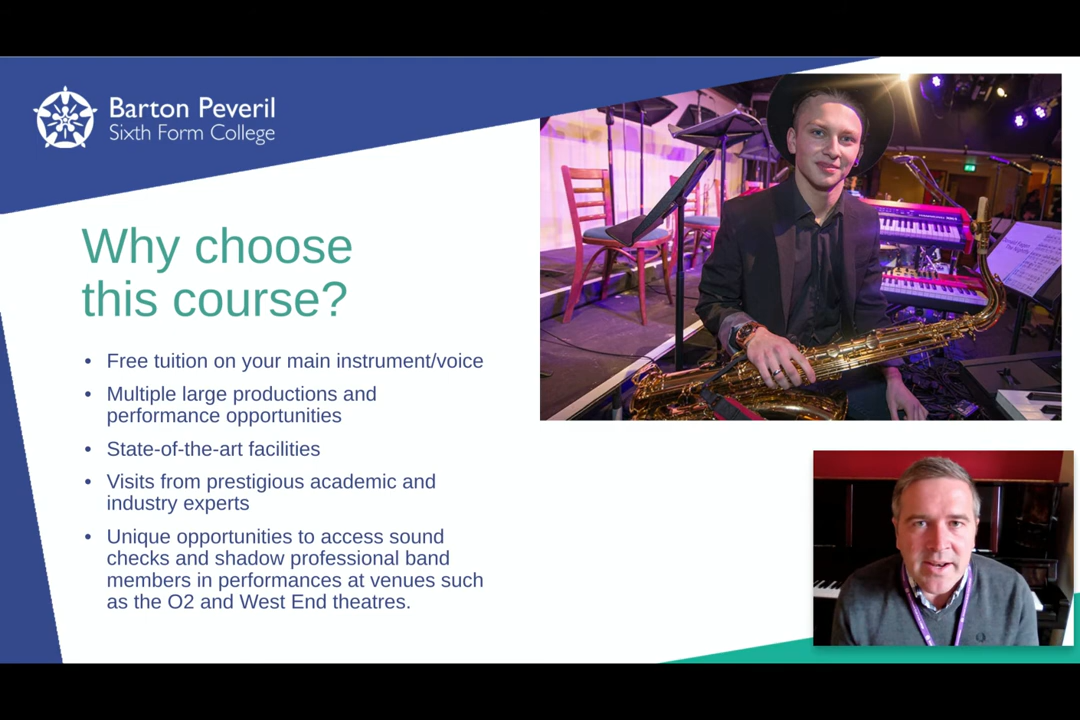 Barton Peveril
Sixth Form College
Why choose
this course?
• Free tuition on your main instrument/voice
• Multiple large productions and
performance opportunities
• State-of-the-art facilities
• Visits from prestigious academic and
industry experts
• Unique opportunities to access sound
checks and shadow professional band
members in performances at venues such
as the O2 and West End theatres.